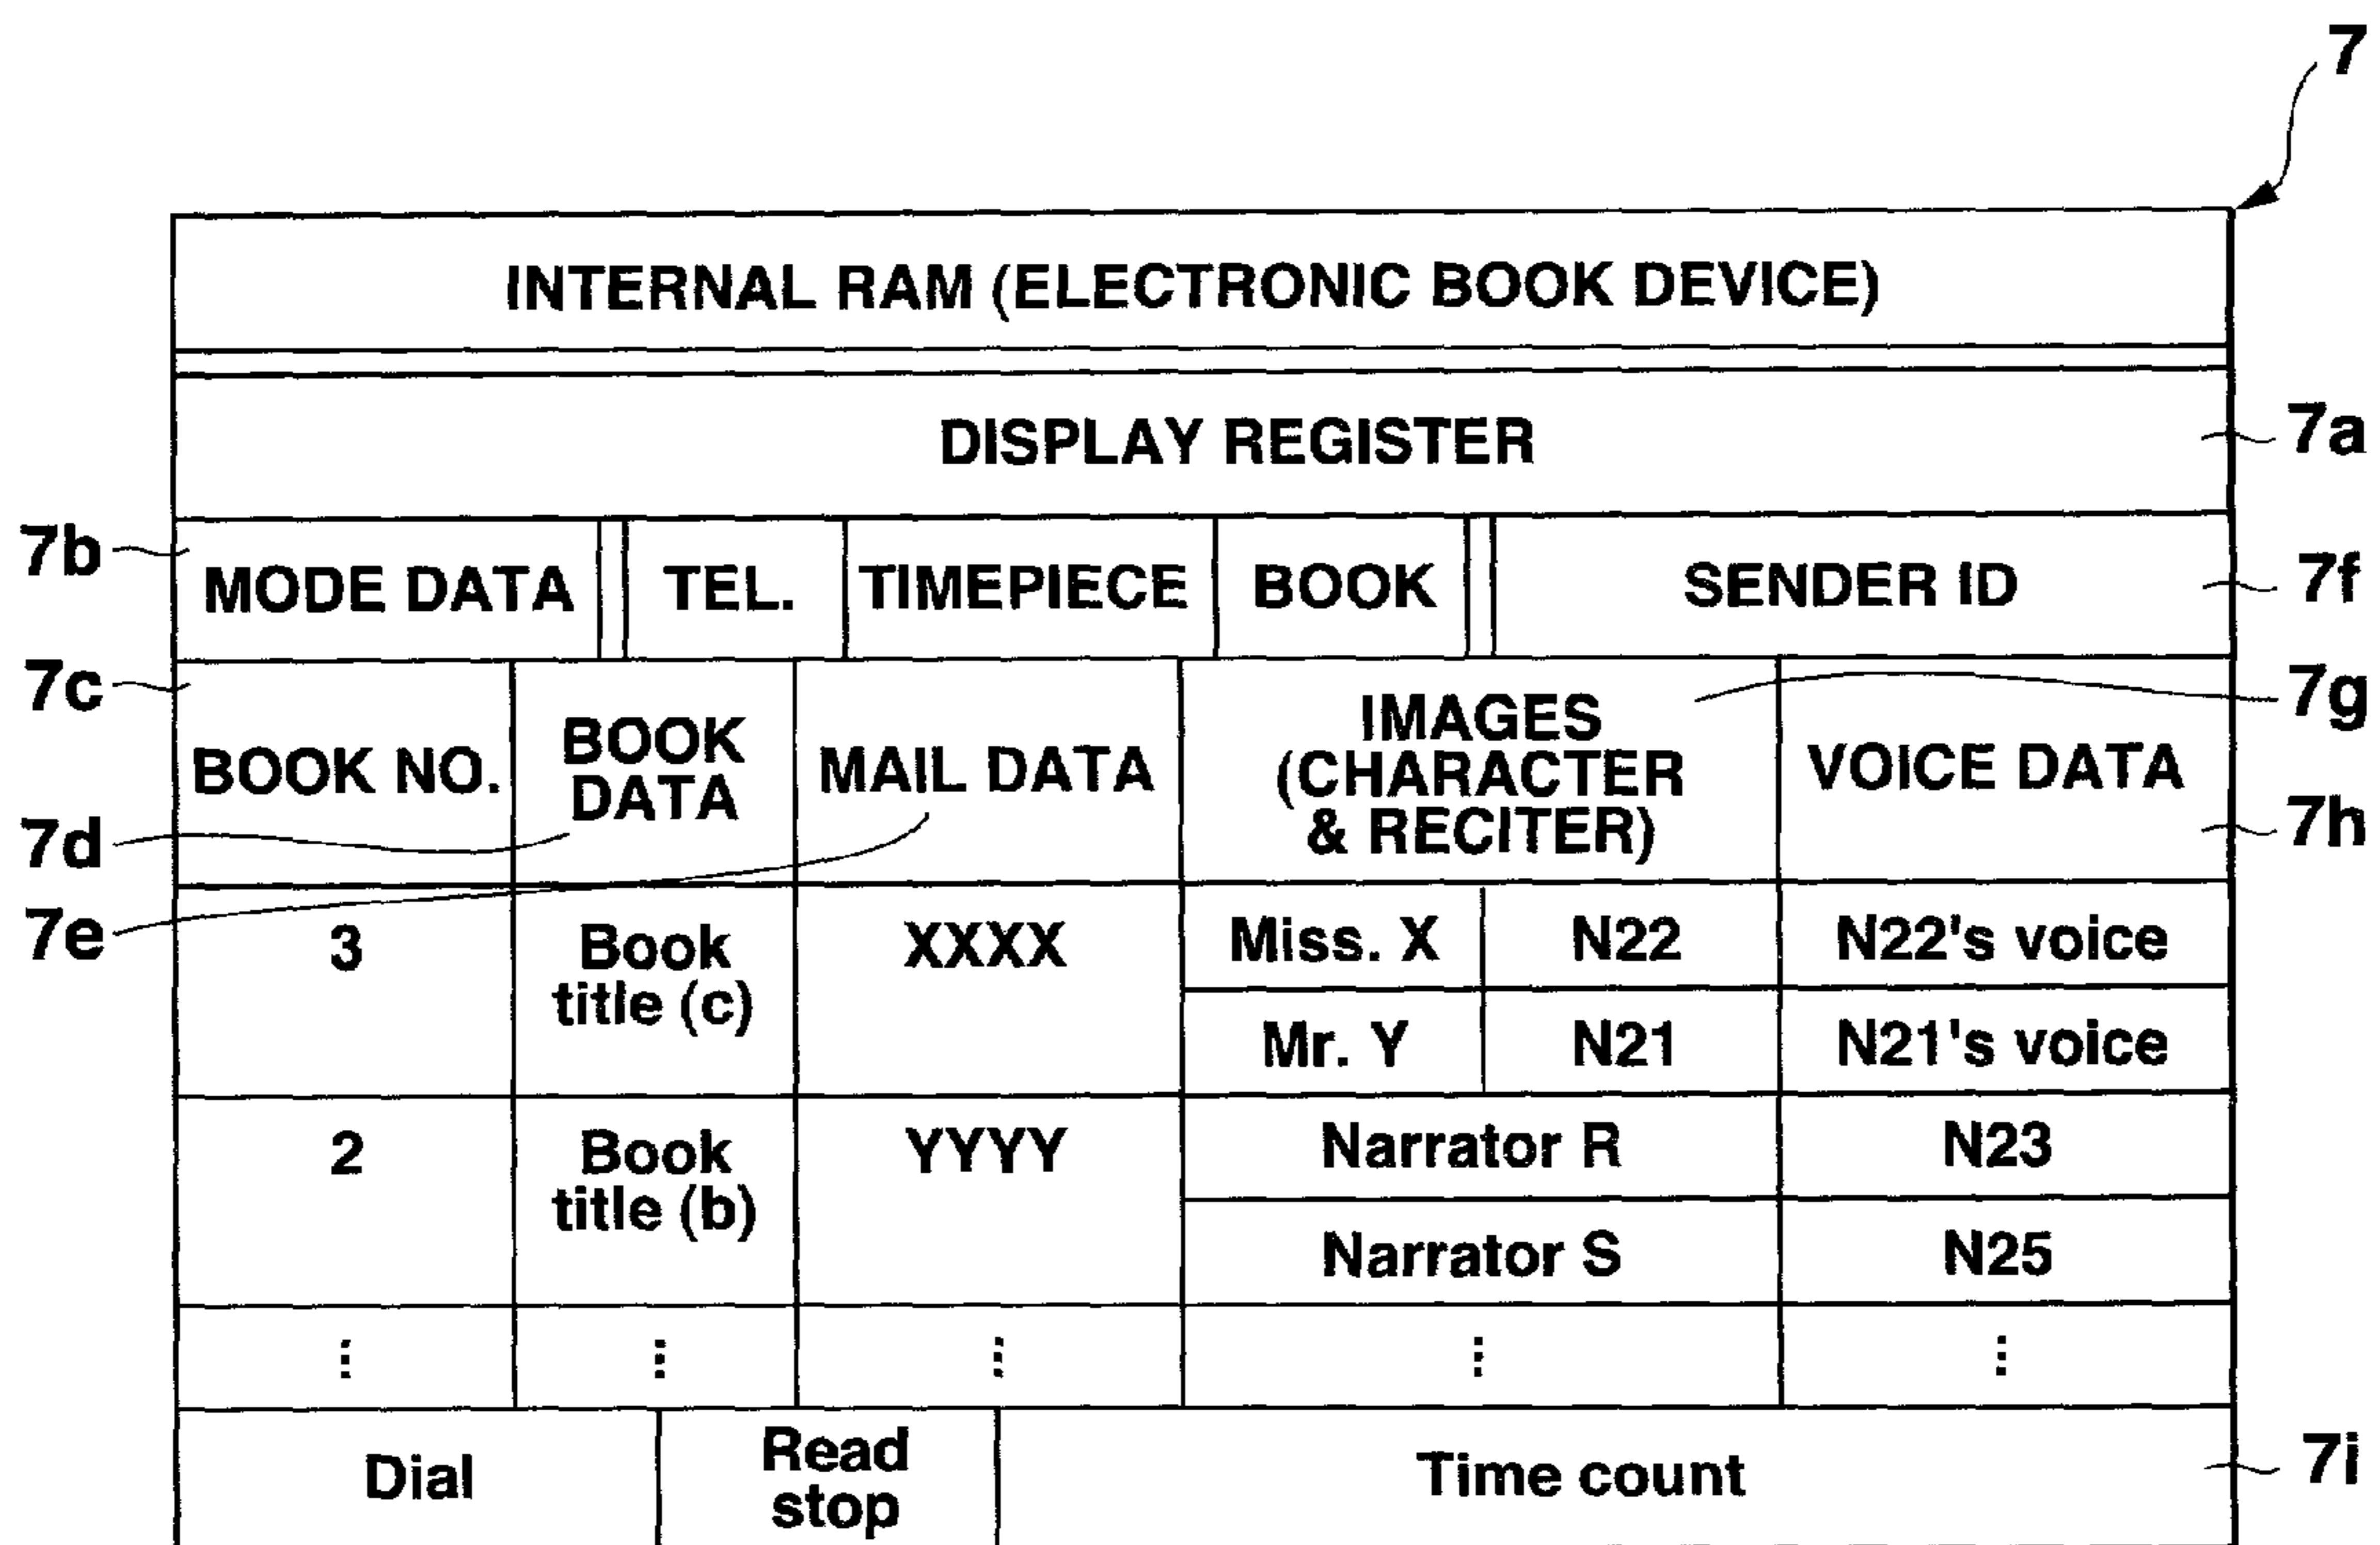 7
INTERNAL RAM (ELECTRONIC BOOK DEVICE)
DISPLAY REGISTER
7a
7b
MODE DATA
TEL.
TIMEPIECE
BOOK
SENDER ID
7f
7c
BOOK NO.
BOOK
DATA
MAIL DATA
IMAGES
(CHARACTER
& RECITER)
VOICE DATA
7g
7d
7h
7e
3
Book
title (c)
XXXX
Miss. X
N22
N22's voice
Mr. Y
N21
N21's voice
2
Book
title (b)
YYYY
Narrator R
N23
Narrator S
N25
Dial
Read
stop
Time count
7i